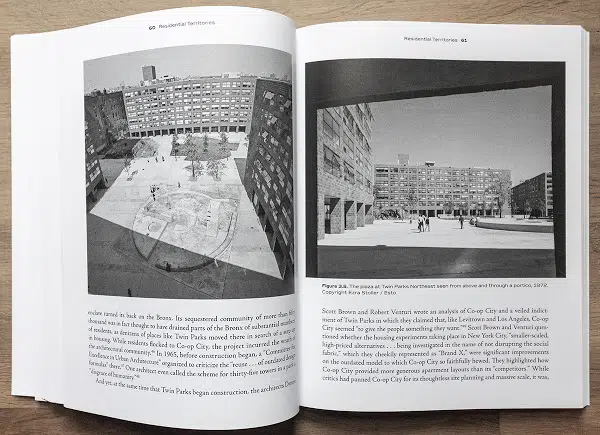 60 Residential Territories
enclave turned its back on the Bronx. Its sequestered community of more than fifty
thousand was in fact thought to have drained parts of the Bronx of substantial numbers
of residents, as denizens of places like Twin Parks moved there in search of a step up
in housing. While residents flocked to Co-op City, the project incurred the wrath of
the architectural community. In 1965, before construction began, a "Committee for
Excellence in Urban Architecture" organized to criticize the "reuse . . . of outdated design
formulas" there. One architect even called the scheme for thirty-five towers in a park a
"disgrace of humanity."
And yet, at the same time that Twin Parks began construction, the architects Denise
Residential Territories 61
Figure 2.5. The plaza at Twin Parks Northeast seen from above and through a portico, 1972.
Copyright Ezra Stoller / Esto
Scott Brown and Robert Venturi wrote an analysis of Co-op City and a veiled indict-
ment of Twin Parks in which they claimed that, like Levittown and Los Angeles, Co-op
City seemed "to give the people something they want." Scott Brown and Venturi ques-
tioned whether the housing experiments taking place in New York City, "smaller-scaled,
high-priced alternatives . . . being investigated in the name of not disrupting the social
fabric," which they cheekily represented as "Brand X," were significant improvements
on the outdated model to which Co-op City so faithfully hewed. They highlighted how
Co-op City provided more generous apartment layouts than its "competitors." While
critics had panned Co-op City for its thoughtless site planning and massive scale, it was,